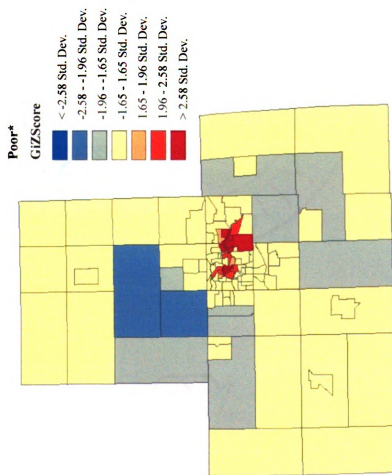 Poor*
GiZScore
< -2.58 Std. Dev.
-2.58 - -1.96 Std. Dev.
-1.96 - -1.65 Std. Dev.
-1.65 - 1.65 Std. Dev.
1.65 - 1.96 Std. Dev.
1.96 - 2.58 Std. Dev.
> 2.58 Std. Dev.